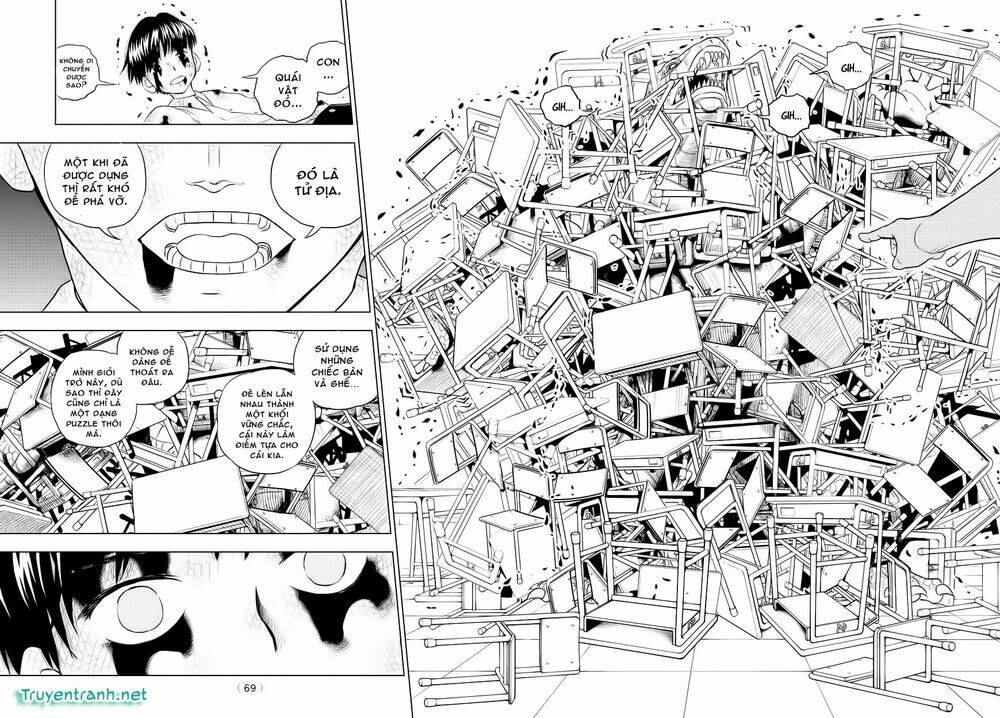 GIH...
GIH...
GIH...
CON
...
QUÁI
VẬT
ĐÓ...
KHÔNG DI
CHUYỂN
ĐƯỢC
SAO?
ĐÓ LÀ
TỬ ĐỊA.
MỘT KHI ĐÃ
ĐƯỢC DỰNG
THÌ RẤT KHÓ
ĐỂ PHÁ VỠ.
SỬ DỤNG
NHỮNG
CHIẾC BÀN
VÀ GHẾ...
ĐÈ LÊN LẪN
NHAU THÀNH
MỘT KHỐI
VỮNG CHẮC,
CÁI NÀY LÀM
ĐIỂM TỰA CHO
CÁI KIA.
KHÔNG DỄ
DÀNG ĐỂ
THOÁT RA
ĐÂU.
MÌNH GIỎI
TRÒ NÀY, DÙ
SAO THÌ ĐÂY
CŨNG CHỈ LÀ
MỘT DẠNG
PUZZLE THÔI
MÀ.
( 69 )
Truyentranh.net